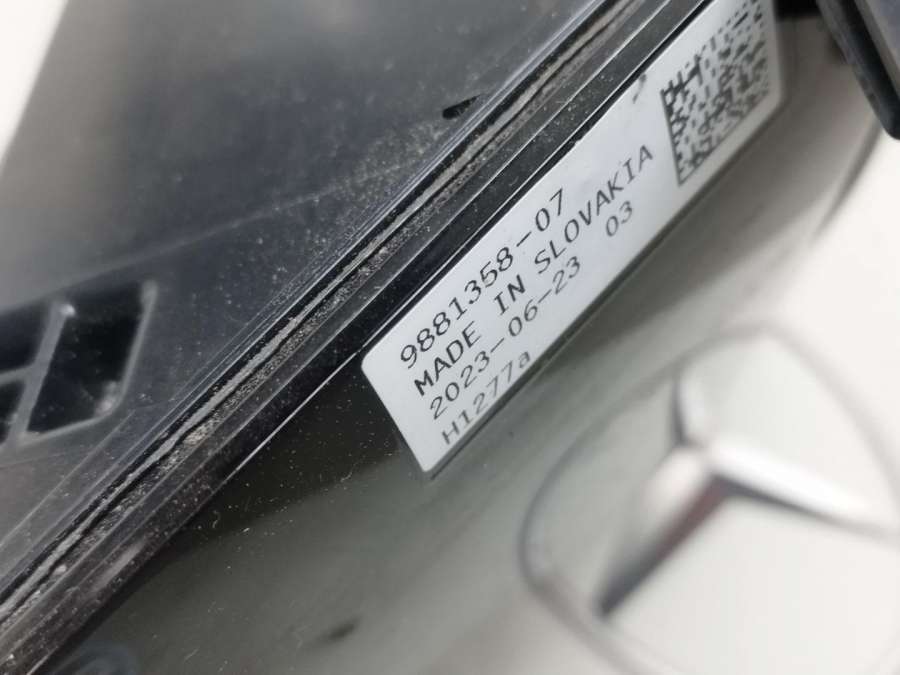 9881358-07
MADE IN SLOVAKIA
2023-06-23 03
H1277a